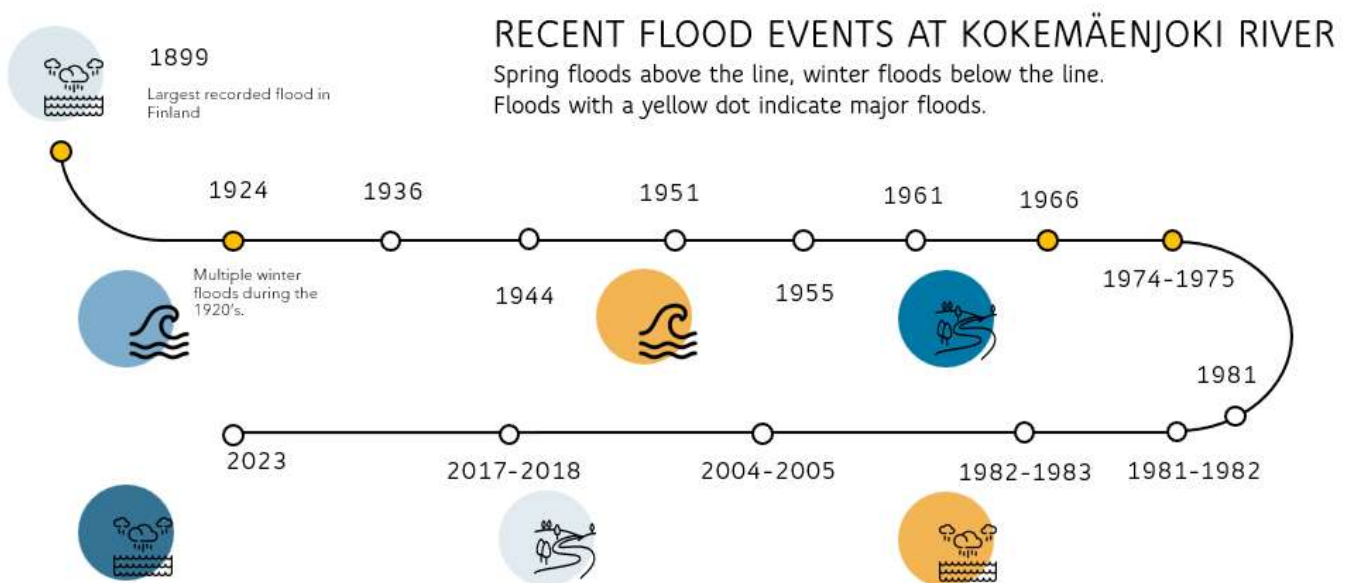 RECENT FLOOD EVENTS AT KOKEMÄENJOKI RIVER
Spring floods above the line, winter floods below the line.
Floods with a yellow dot indicate major floods.
1899
Largest recorded flood in
Finland
1924
1936
1951
1961
1966
Multiple winter
floods during the
1920's.
1944
1955
1974-1975
1981
2023
2017-2018
2004-2005
1982-1983
1981-1982